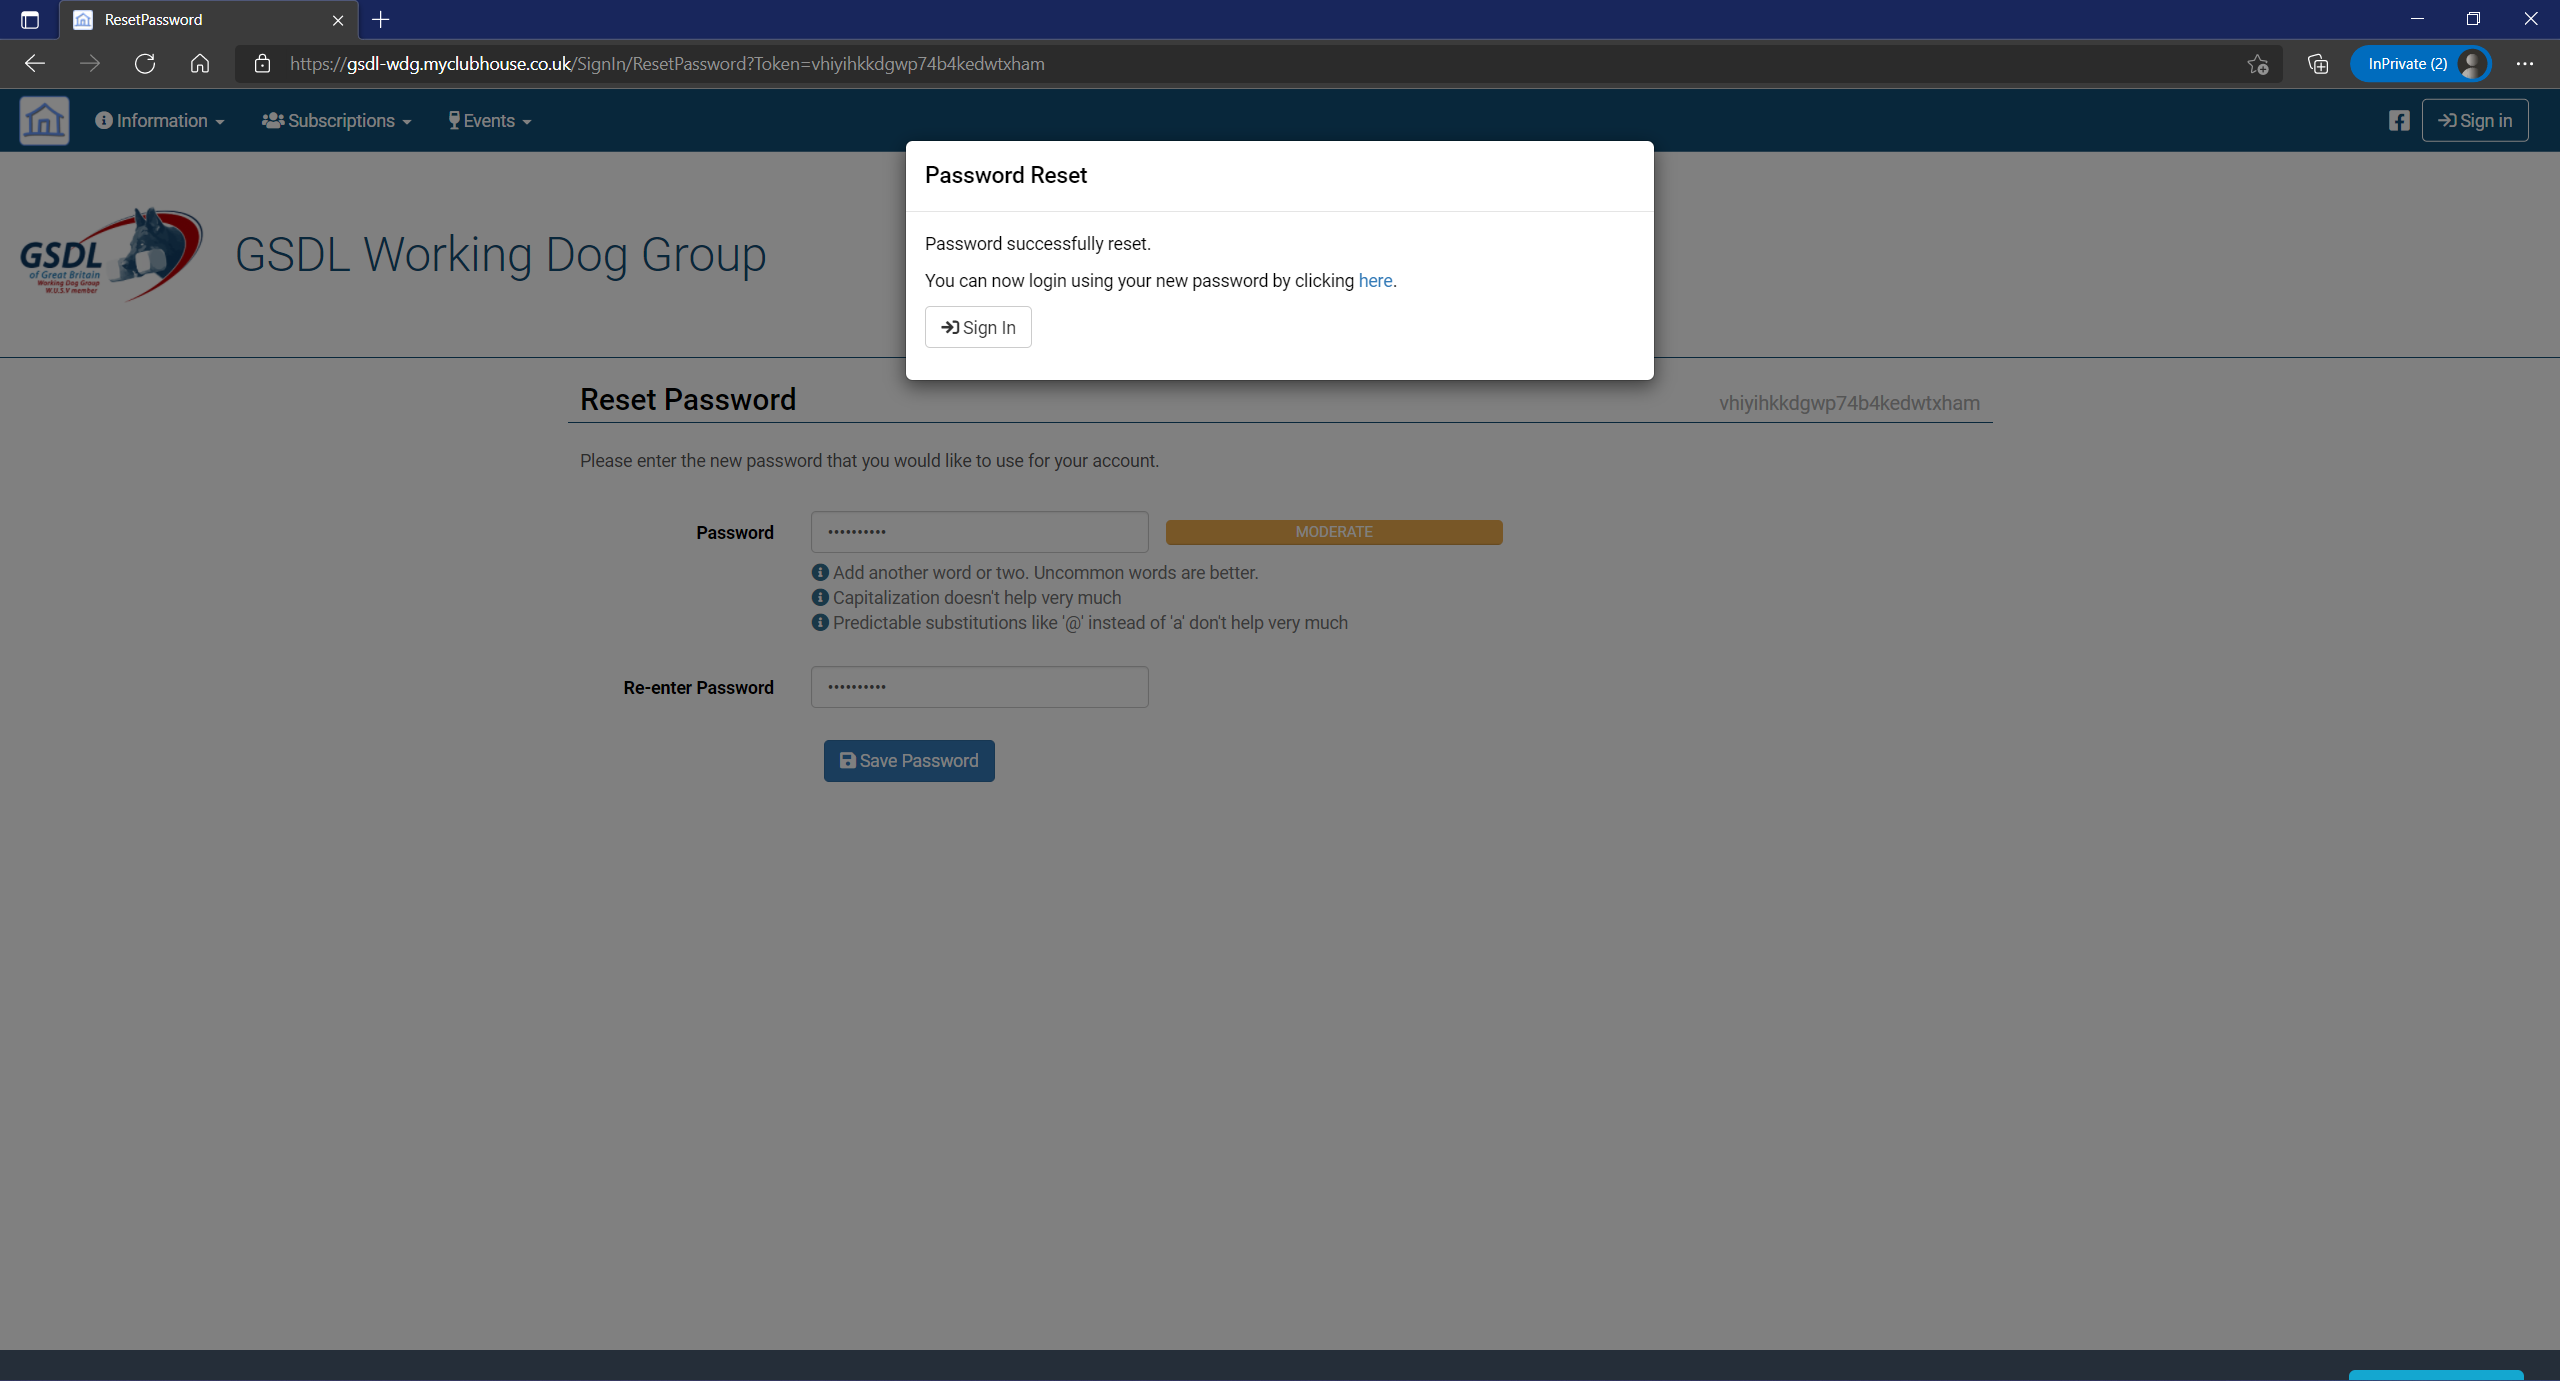 ResetPassword
https://gsdl-wdg.myclubhouse.co.uk/SignIn/ResetPassword?Token=vhiyihkkdgwp74b4kedwtxham
InPrivate (2)
Information
Subscriptions
Events
Sign in
GSDL
of Great Britain
Working Dog Group
W.U.S.V member
GSDL Working Dog Group
Password Reset
Password successfully reset.
You can now login using your new password by clicking here.
Sign In
Reset Password
vhiyihkkdgwp74b4kedwtxham
Please enter the new password that you would like to use for your account.
Password
••••••••••
MODERATE
Add another word or two. Uncommon words are better.
Capitalization doesn't help very much
Predictable substitutions like '@' instead of 'a' don't help very much
Re-enter Password
••••••••••
Save Password